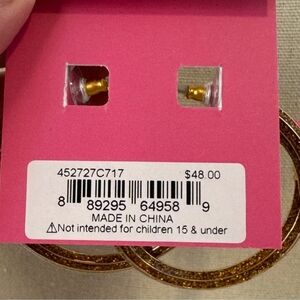 452727C717 $48.00
8 89295 64958 9
MADE IN CHINA
⚠Not intended for children 15 & under